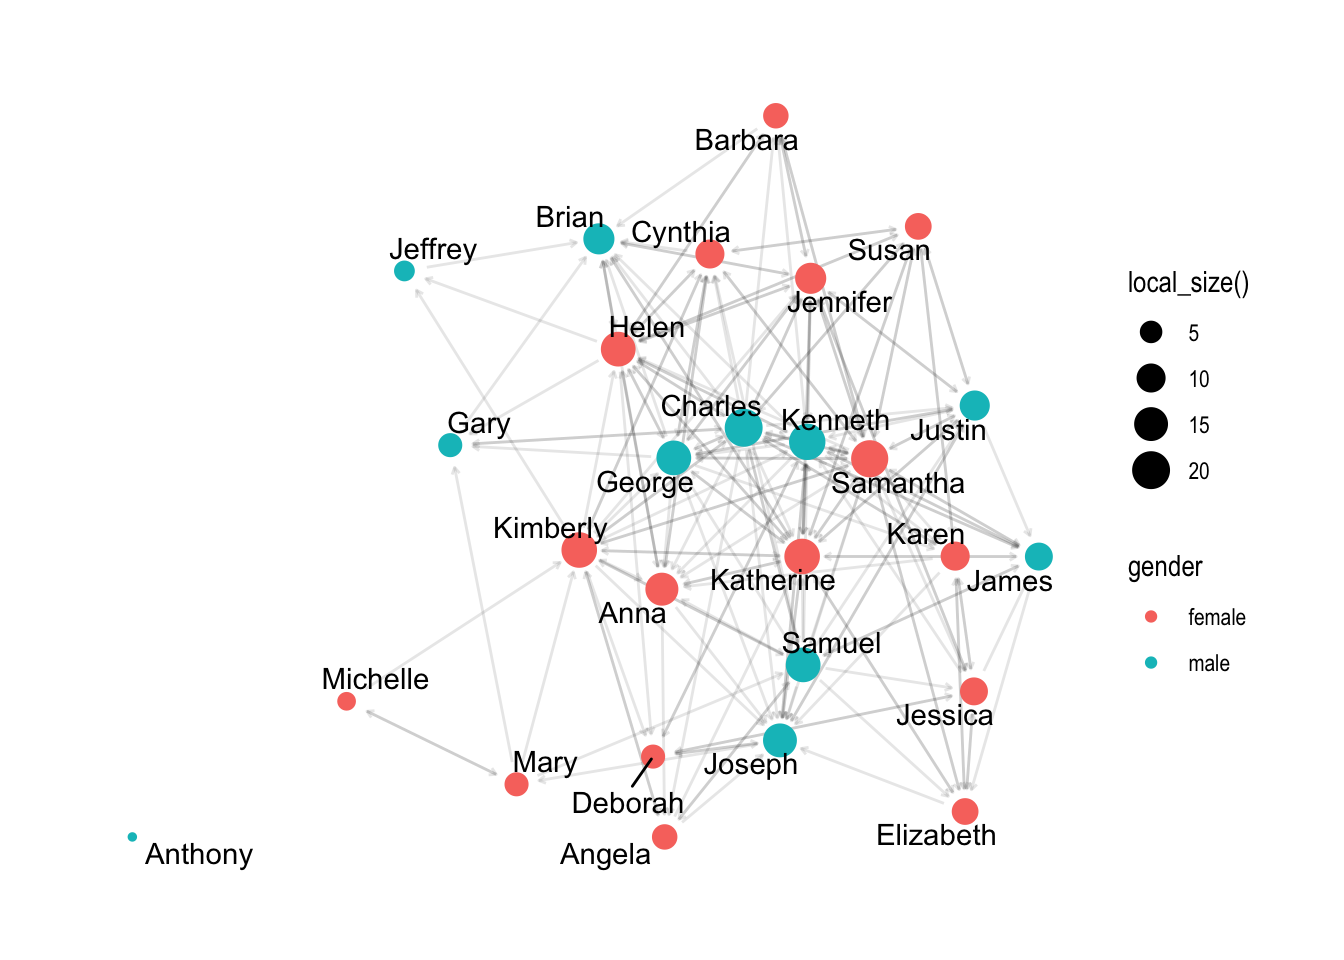 Barbara
Brian
Cynthia
Jeffrey
Susan
Jennifer
Helen
Charles
Kenneth
Gary
Justin
George
Samantha
Kimberly
Karen
Katherine
James
Anna
Samuel
Michelle
Jessica
Mary
Joseph
Deborah
Elizabeth
Angela
Anthony
local_size()
5
10
15
20
gender
female
male